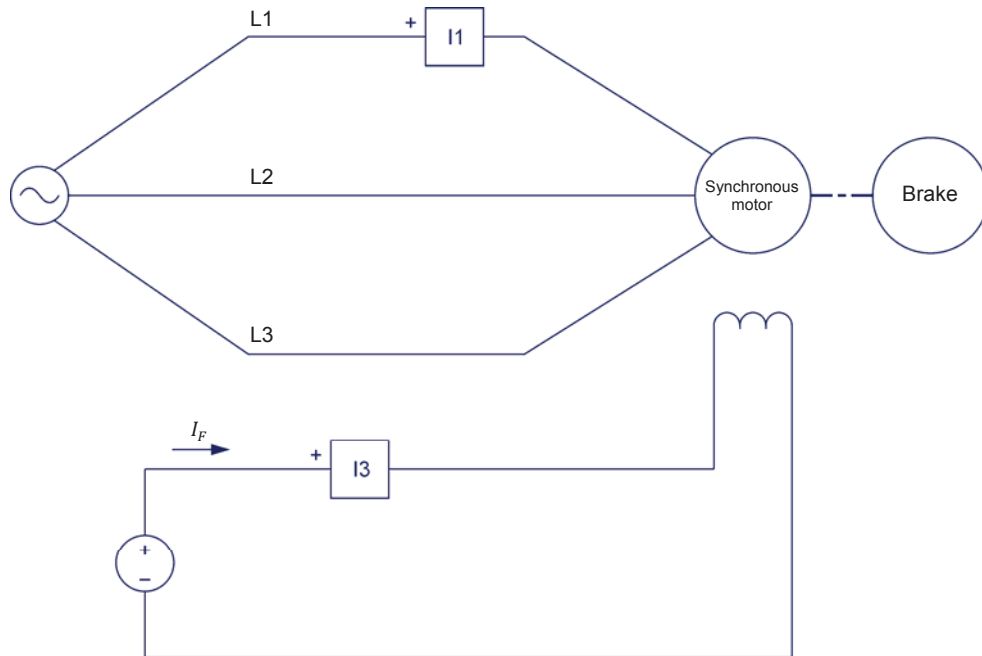 L1
+ I1
L2
Synchronous
motor
Brake
L3
I_F
+ I3
+
−